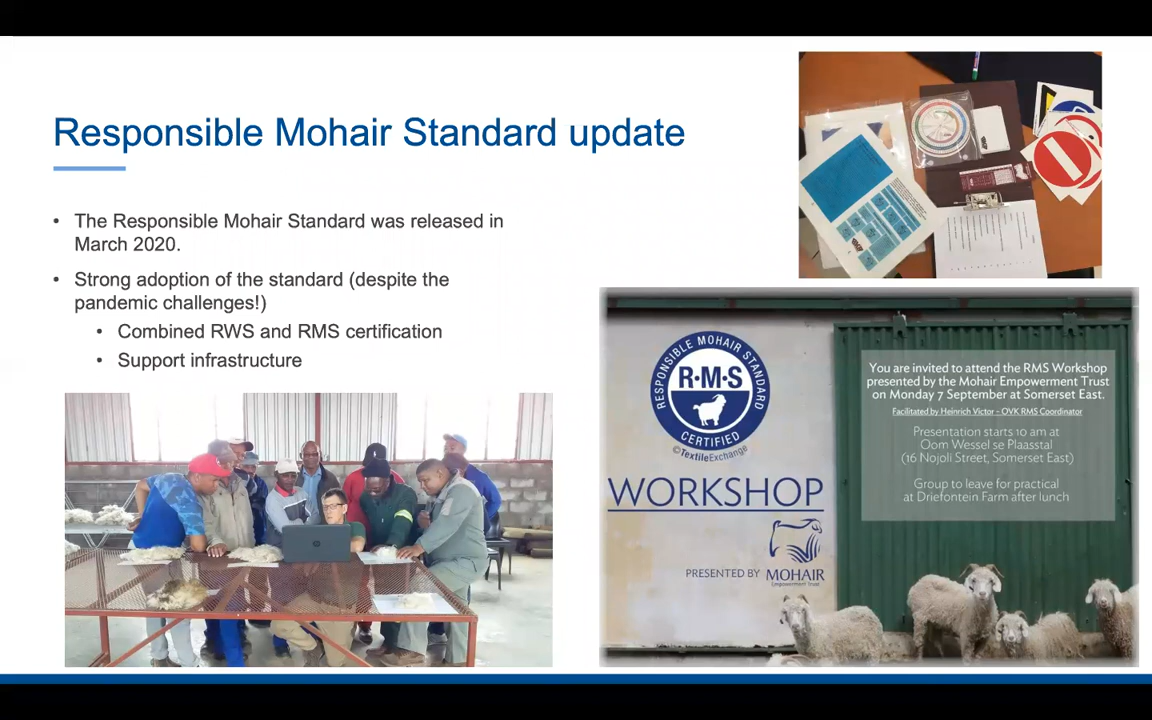 Responsible Mohair Standard update
• The Responsible Mohair Standard was released in
March 2020.
• Strong adoption of the standard (despite the
pandemic challenges!)
• Combined RWS and RMS certification
• Support infrastructure
RESPONSIBLE MOHAIR STANDARD
R·M·S
CERTIFIED
©TextileExchange
WORKSHOP
PRESENTED BY MOHAIR
Empowerment Trust
You are invited to attend the RMS Workshop
presented by the Mohair Empowerment Trust
on Monday 7 September at Somerset East.
Facilitated by Heinrich Victor - OVK RMS Coordinator
Presentation starts 10 am at
Oom Wessel se Plaasstal
(16 Nojoli Street, Somerset East)
Group to leave for practical
at Driefontein Farm after lunch